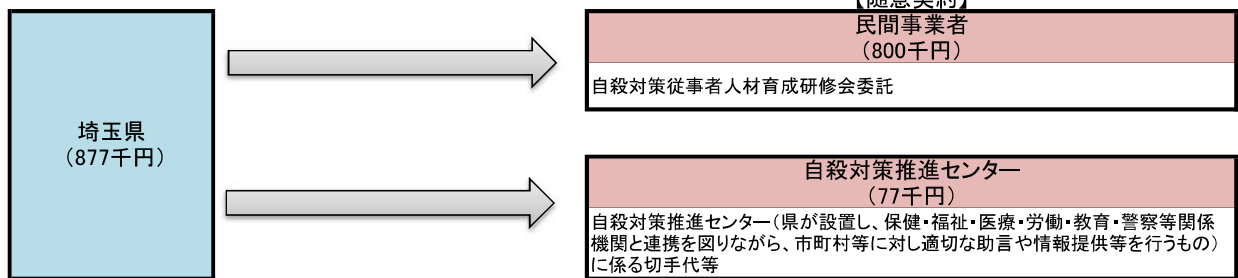 【随意契約】
民間事業者
（800千円）
自殺対策従事者人材育成研修会委託
埼玉県
（877千円）
自殺対策推進センター
（77千円）
自殺対策推進センター（県が設置し、保健・福祉・医療・労働・教育・警察等関係
機関と連携を図りながら、市町村等に対し適切な助言や情報提供等を行うもの）
に係る切手代等